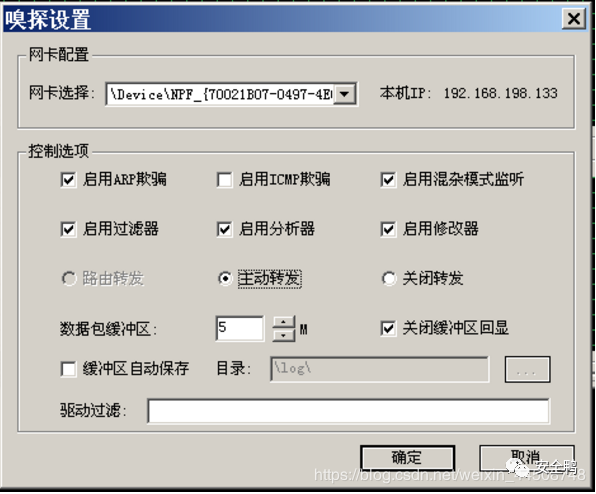 嗅探设置
网卡配置
网卡选择: \Device\NPF_{70021B07-0497-4E 本机IP: 192.168.198.133
控制选项
启用ARP欺骗 启用ICMP欺骗 启用混杂模式监听
启用过滤器 启用分析器 启用修改器
路由转发 主动转发 关闭转发
数据包缓冲区: 5 M 关闭缓冲区回显
缓冲区自动保存 目录: \log\ ...
驱动过滤:
确定 取消
安全鸭
https://blog.csdn.net/weixin_